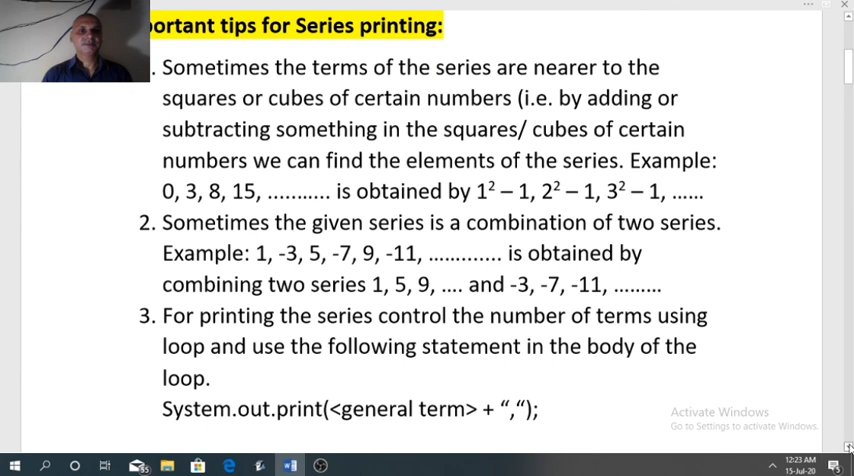 portant tips for Series printing:
. Sometimes the terms of the series are nearer to the
squares or cubes of certain numbers (i.e. by adding or
subtracting something in the squares/ cubes of certain
numbers we can find the elements of the series. Example:
0, 3, 8, 15, ........... is obtained by 1² – 1, 2² – 1, 3² – 1, ......
2. Sometimes the given series is a combination of two series.
Example: 1, -3, 5, -7, 9, -11, ............. is obtained by
combining two series 1, 5, 9, .... and -3, -7, -11, .........
3. For printing the series control the number of terms using
loop and use the following statement in the body of the
loop.
System.out.print(<general term> + “,“);
Activate Windows
Go to Settings to activate Windows.
12:23 AM
15-Jul-20